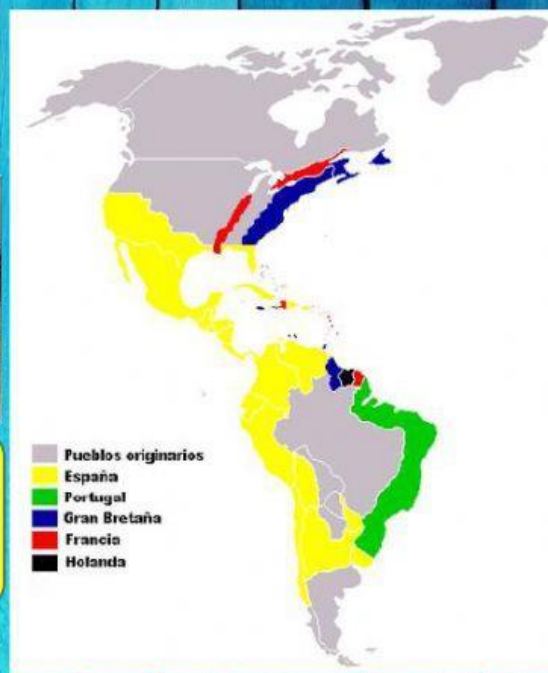 Pueblos originarios
España
Portugal
Gran Bretaña
Francia
Holanda